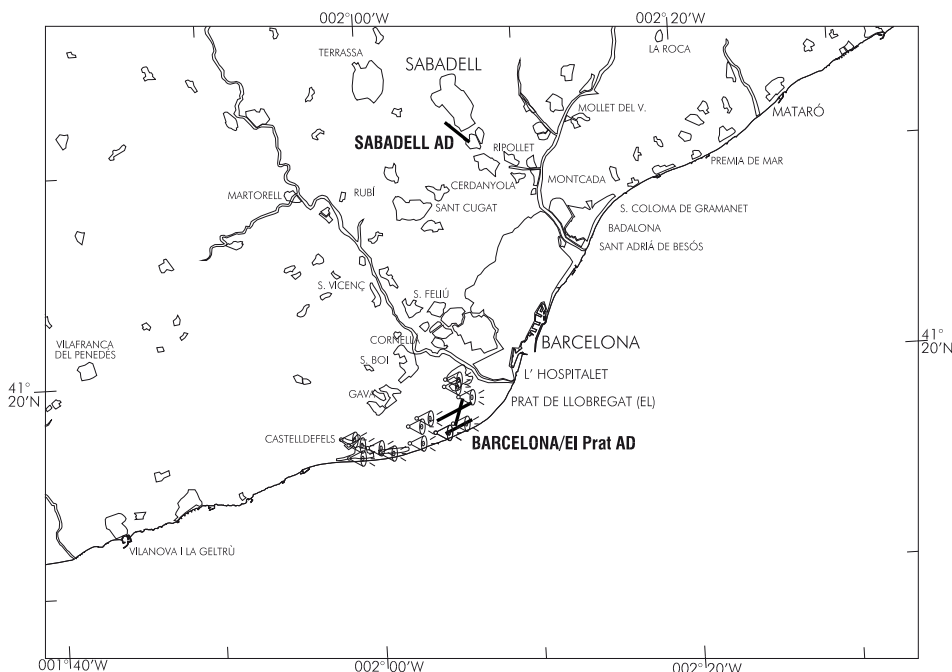 002°00'W
002°20'W
TERRASSA
SABADELL
LA ROCA
MOLLET DEL V.
MATARÓ
SABADELL AD
RIPOLLET
PREMIA DE MAR
CERDANYOLA
MONTCADA
MARTORELL
RUBÍ
SANT CUGAT
S. COLOMA DE GRAMANET
BADALONA
SANT ADRIÁ DE BESÓS
S. VICENÇ
S. FELIÚ
CORNELLA
BARCELONA
41°
20'N
VILAFRANCA
DEL PENEDÉS
S. BOI
L' HOSPITALET
41°
20'N
GAVA
PRAT DE LLOBREGAT (EL)
CASTELLDEFELS
BARCELONA/El Prat AD
VILANOVA I LA GELTRÙ
001°40'W
002°00'W
002°20'W